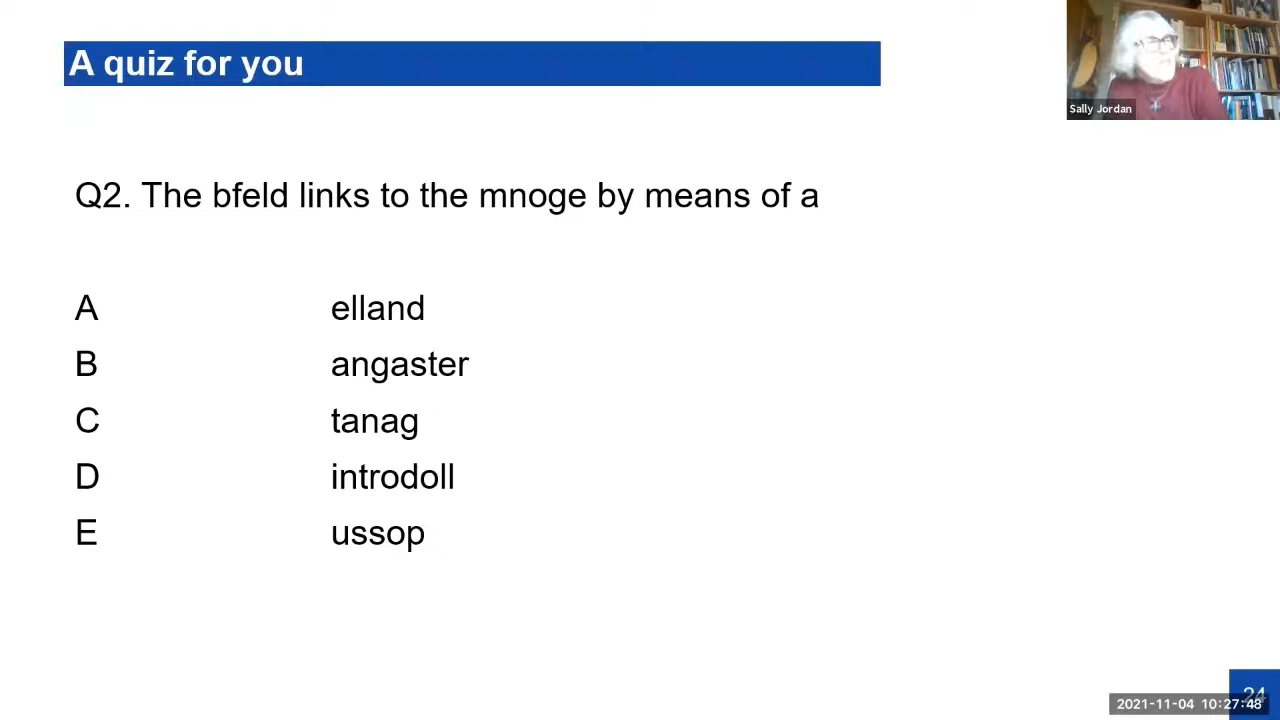 A quiz for you
Sally Jordan
Q2. The bfeld links to the mnoge by means of a
A elland
B angaster
C tanag
D introdoll
E ussop
24
2021-11-04 10:27:48